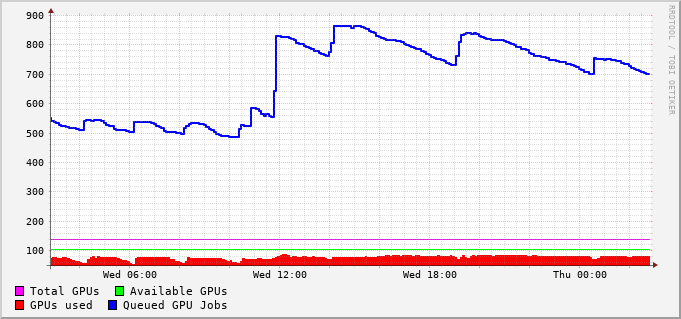 900
800
700
600
500
400
300
200
100
Wed 06:00 Wed 12:00 Wed 18:00 Thu 00:00
Total GPUs Available GPUs
GPUs used Queued GPU Jobs
RRDTOOL / TOBI OETIKER